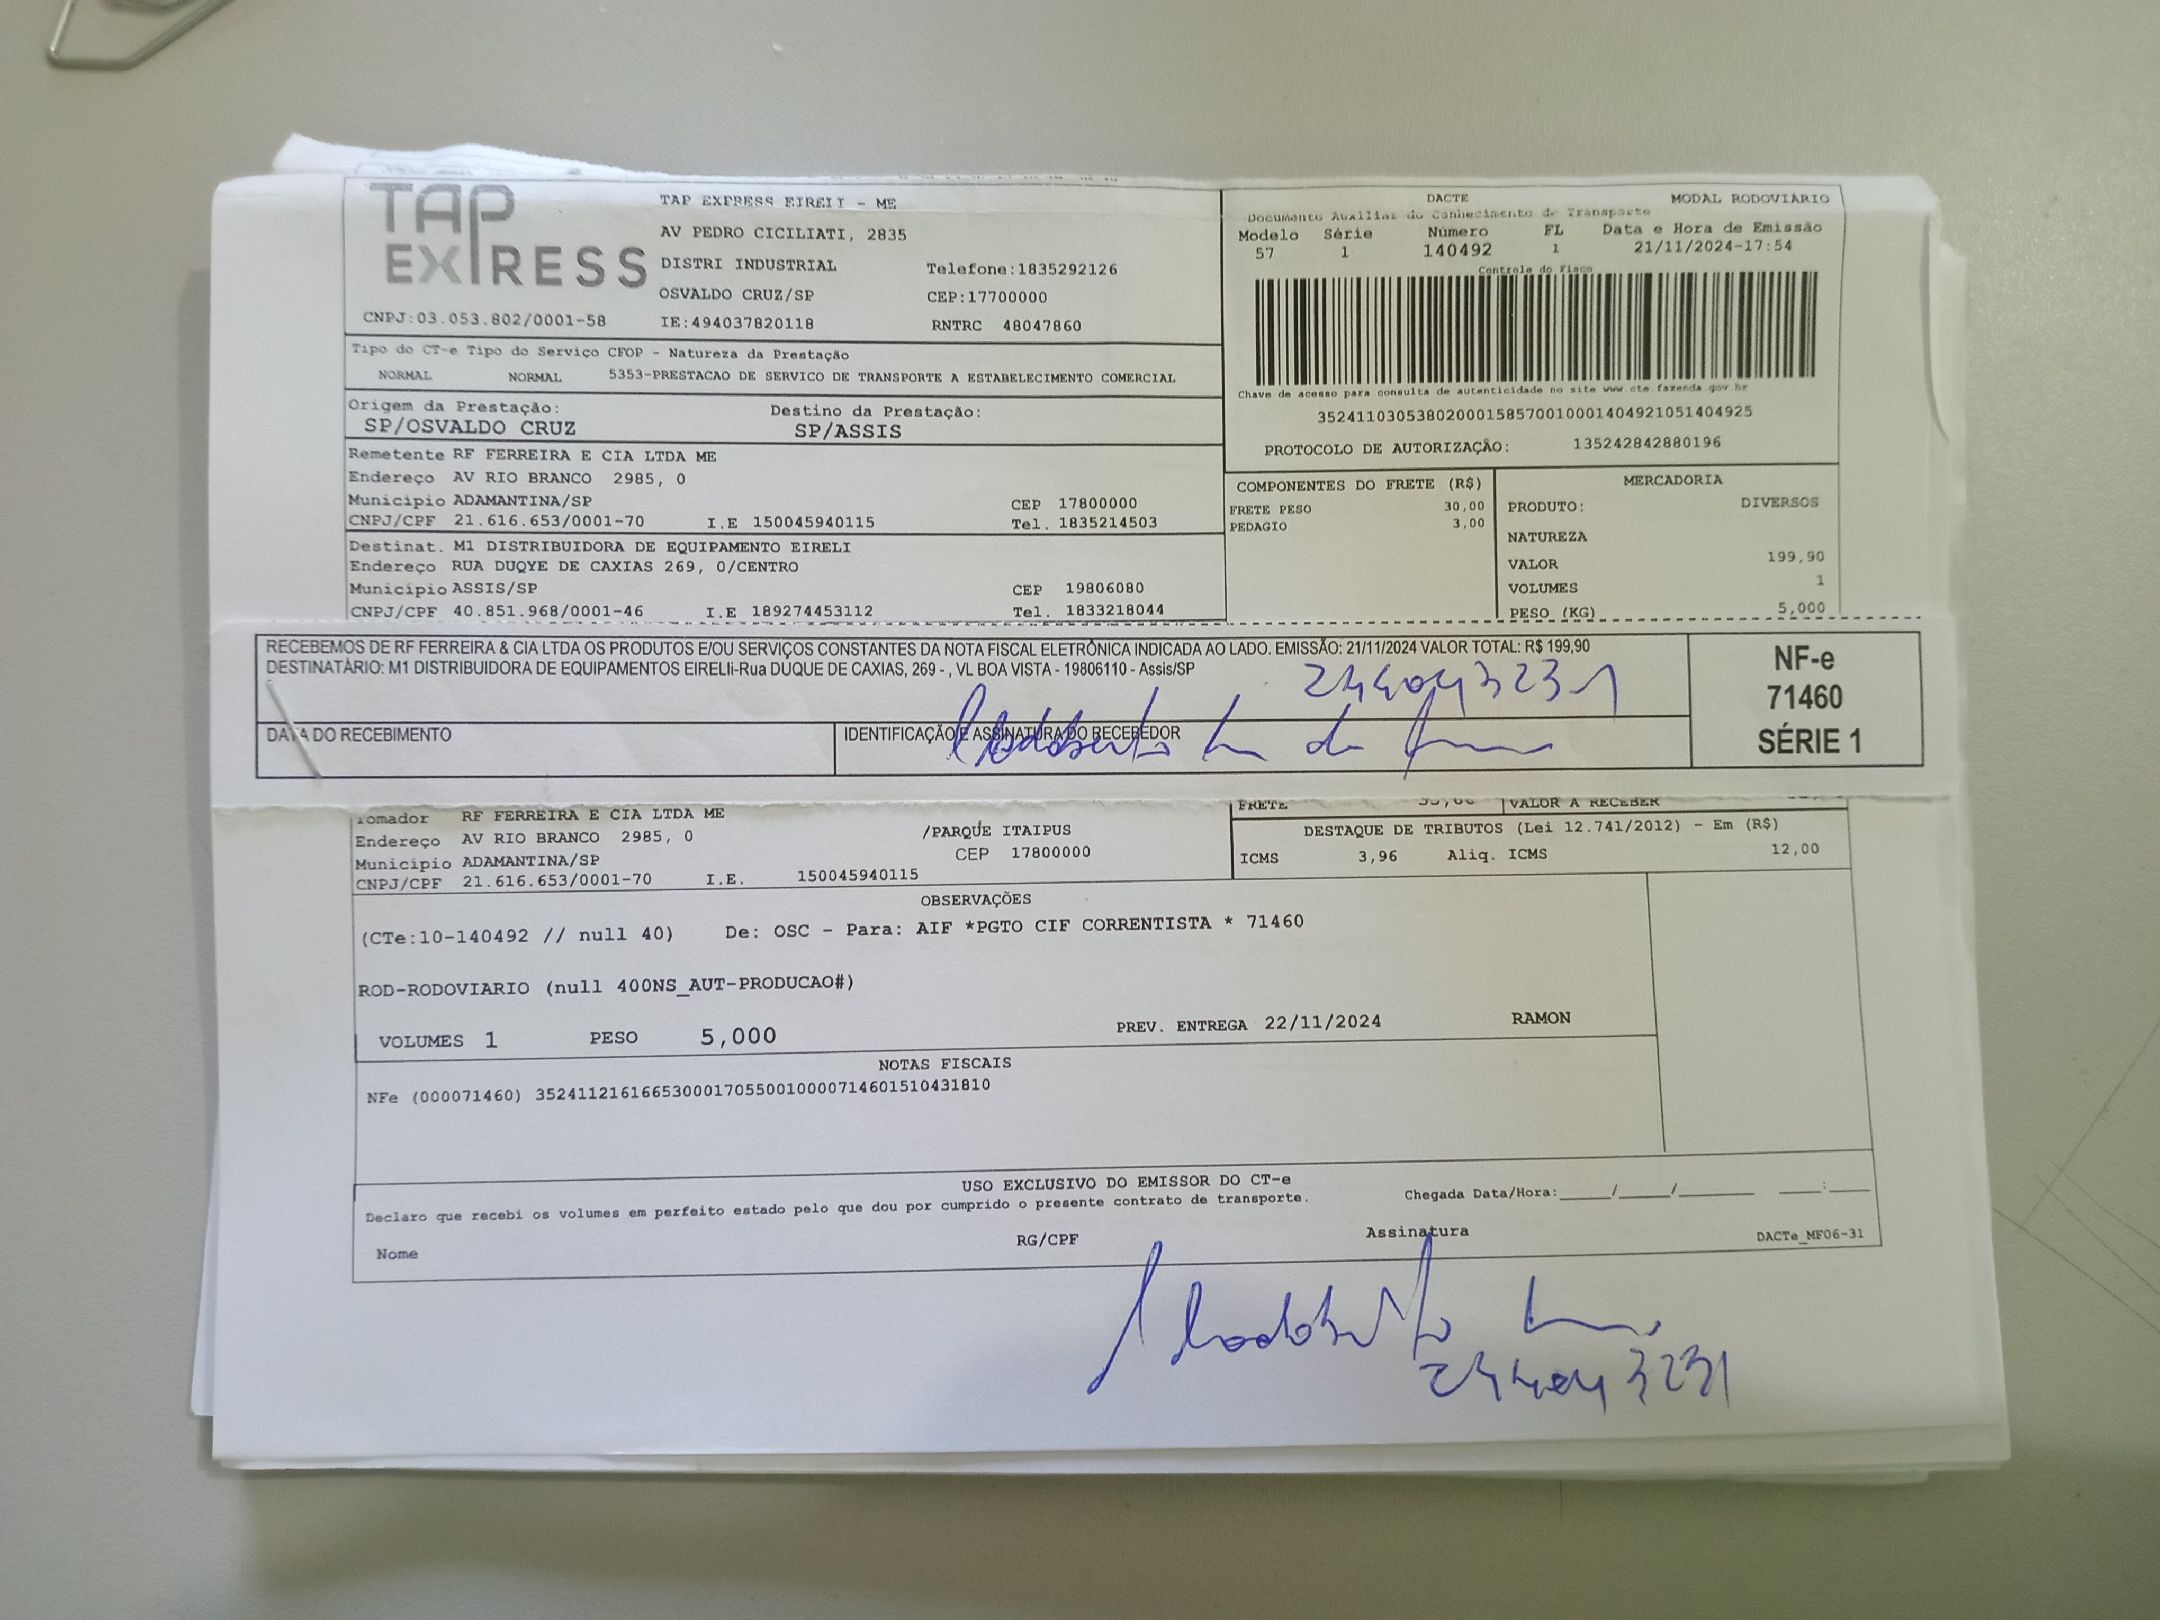 TAP EXPRESS
CNPJ:03.053.802/0001-58
TAP EXPRESS EIRELI - ME
AV PEDRO CICILIATI, 2835
DISTRI INDUSTRIAL Telefone:1835292126
OSVALDO CRUZ/SP CEP:17700000
IE:494037820118 RNTRC 48047860
DACTE MODAL RODOVIÁRIO
Documento Auxiliar do Conhecimento de Transporte
Modelo Série Número FL Data e Hora de Emissão
57 1 140492 1 21/11/2024-17:54
Controle do Fisco
Chave de acesso para consulta de autenticidade no site www.cte.fazenda.gov.br
35241103053802000158570010001404921051404925
PROTOCOLO DE AUTORIZAÇÃO: 135242842880196
Tipo do CT-e Tipo do Serviço CFOP - Natureza da Prestação
NORMAL NORMAL 5353-PRESTACAO DE SERVICO DE TRANSPORTE A ESTABELECIMENTO COMERCIAL
Origem da Prestação: Destino da Prestação:
SP/OSVALDO CRUZ SP/ASSIS
Remetente RF FERREIRA E CIA LTDA ME
Endereço AV RIO BRANCO 2985, 0
Municipio ADAMANTINA/SP CEP 17800000
CNPJ/CPF 21.616.653/0001-70 I.E 150045940115 Tel. 1835214503
Destinat. M1 DISTRIBUIDORA DE EQUIPAMENTO EIRELI
Endereço RUA DUQYE DE CAXIAS 269, 0/CENTRO
Municipio ASSIS/SP CEP 19806080
CNPJ/CPF 40.851.968/0001-46 I.E 189274453112 Tel. 1833218044
COMPONENTES DO FRETE (R$)
FRETE PESO 30,00
PEDAGIO 3,00
MERCADORIA
PRODUTO: DIVERSOS
NATUREZA
VALOR 199,90
VOLUMES 1
PESO (KG) 5,000
RECEBEMOS DE RF FERREIRA & CIA LTDA OS PRODUTOS E/OU SERVIÇOS CONSTANTES DA NOTA FISCAL ELETRÔNICA INDICADA AO LADO. EMISSÃO: 21/11/2024 VALOR TOTAL: R$ 199,90
DESTINATÁRIO: M1 DISTRIBUIDORA DE EQUIPAMENTOS EIRELIi-Rua DUQUE DE CAXIAS, 269 - , VL BOA VISTA - 19806110 - Assis/SP
DATA DO RECEBIMENTO IDENTIFICAÇÃO E ASSINATURA DO RECEBEDOR
NF-e
71460
SÉRIE 1
Tomador RF FERREIRA E CIA LTDA ME
Endereço AV RIO BRANCO 2985, 0 /PARQUE ITAIPUS
Municipio ADAMANTINA/SP CEP 17800000
CNPJ/CPF 21.616.653/0001-70 I.E. 150045940115
FRETE VALOR A RECEBER
DESTAQUE DE TRIBUTOS (Lei 12.741/2012) - Em (R$)
ICMS 3,96 Aliq. ICMS 12,00
OBSERVAÇÕES
(CTe:10-140492 // null 40) De: OSC - Para: AIF *PGTO CIF CORRENTISTA * 71460
ROD-RODOVIARIO (null 400NS_AUT-PRODUCAO#)
VOLUMES 1 PESO 5,000 PREV. ENTREGA 22/11/2024 RAMON
NOTAS FISCAIS
NFe (000071460) 35241121616653000170550010000714601510431810
USO EXCLUSIVO DO EMISSOR DO CT-e
Declaro que recebi os volumes em perfeito estado pelo que dou por cumprido o presente contrato de transporte. Chegada Data/Hora:_____/_____/_______ ____:____
Nome RG/CPF Assinatura DACTe_MF06-31